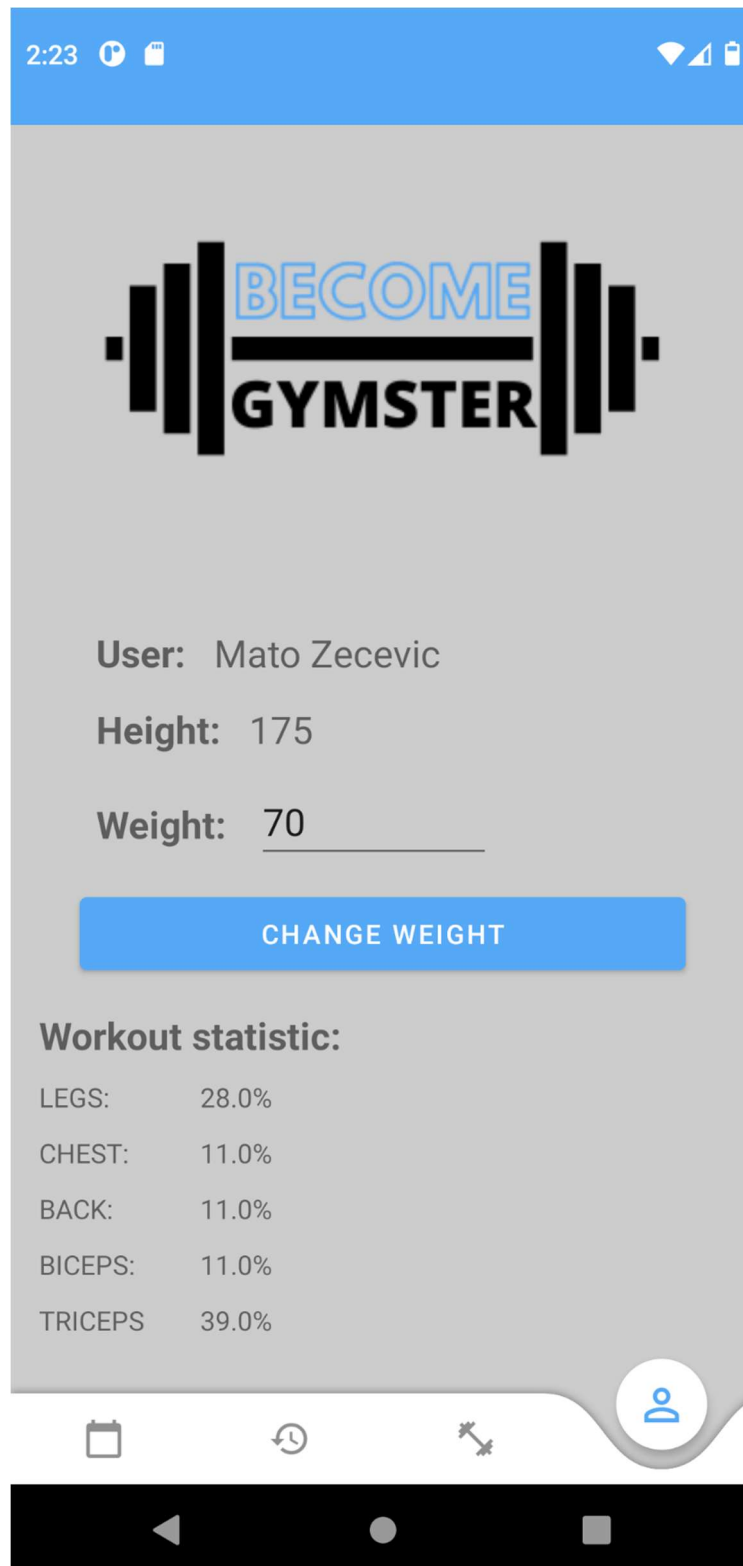 2:23
BECOME
GYMSTER
User: Mato Zecevic
Height: 175
Weight: 70
CHANGE WEIGHT
Workout statistic:
LEGS: 28.0%
CHEST: 11.0%
BACK: 11.0%
BICEPS: 11.0%
TRICEPS 39.0%